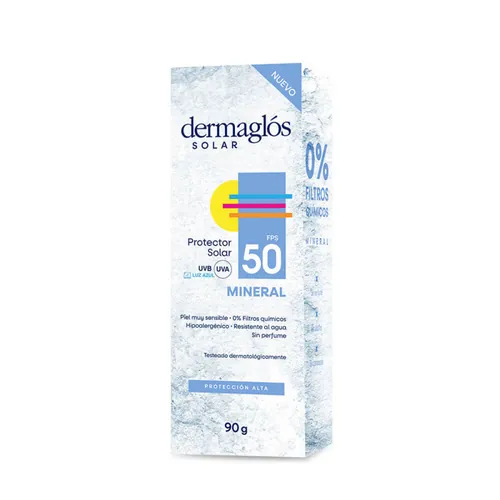 NUEVO
dermaglós
SOLAR
Protector
Solar
FPS
50
UVB UVA
LUZ AZUL
MINERAL
Piel muy sensible • 0% Filtros químicos
Hipoalergénico • Resistente al agua
Sin perfume
Testeado dermatológicamente
PROTECCIÓN ALTA
90 g
0%
FILTROS
QUÍMICOS
MINERAL